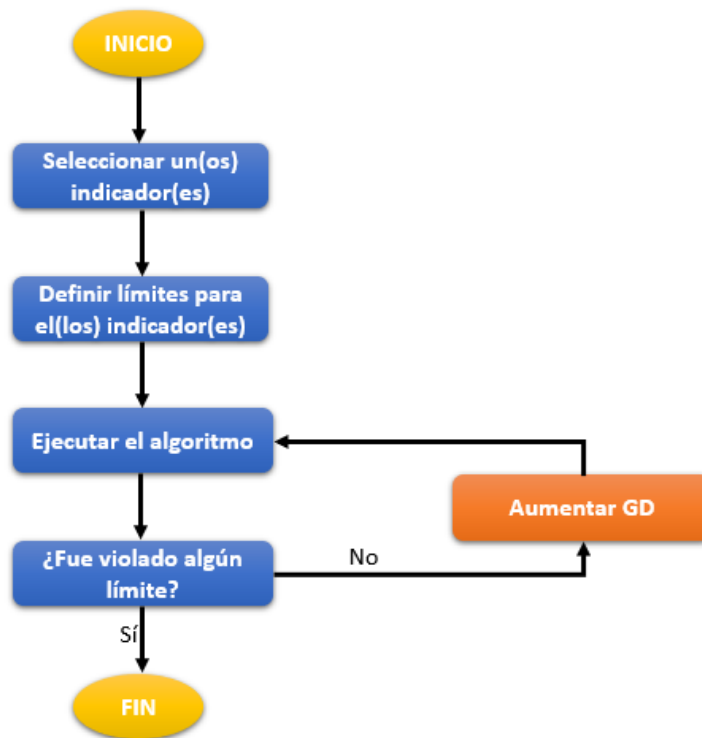 INICIO
Seleccionar un(os)
indicador(es)
Definir límites para
el(los) indicador(es)
Ejecutar el algoritmo
Aumentar GD
¿Fue violado algún
límite?
No
Sí
FIN